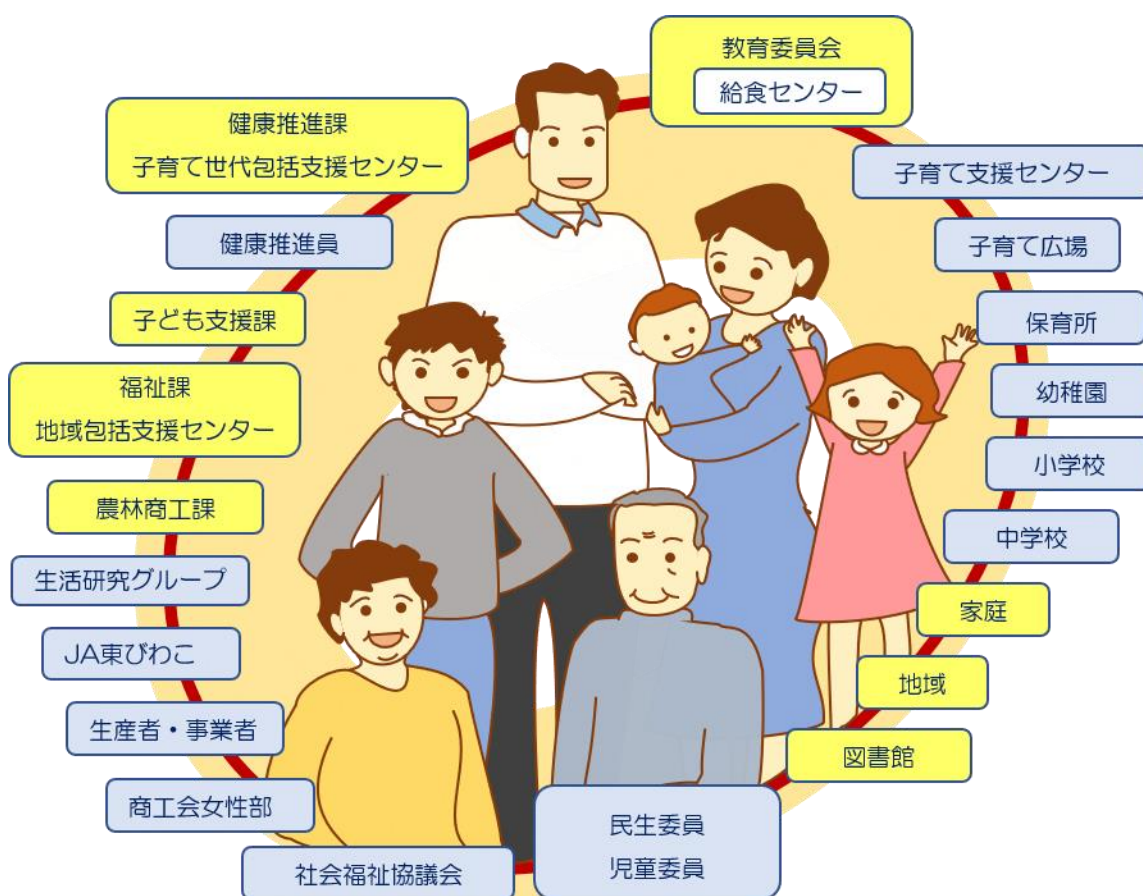 教育委員会
給食センター
健康推進課
子育て世代包括支援センター
子育て支援センター
健康推進員
子育て広場
子ども支援課
保育所
福祉課
地域包括支援センター
幼稚園
小学校
農林商工課
中学校
生活研究グループ
家庭
JA東びわこ
地域
生産者・事業者
図書館
商工会女性部
民生委員
児童委員
社会福祉協議会